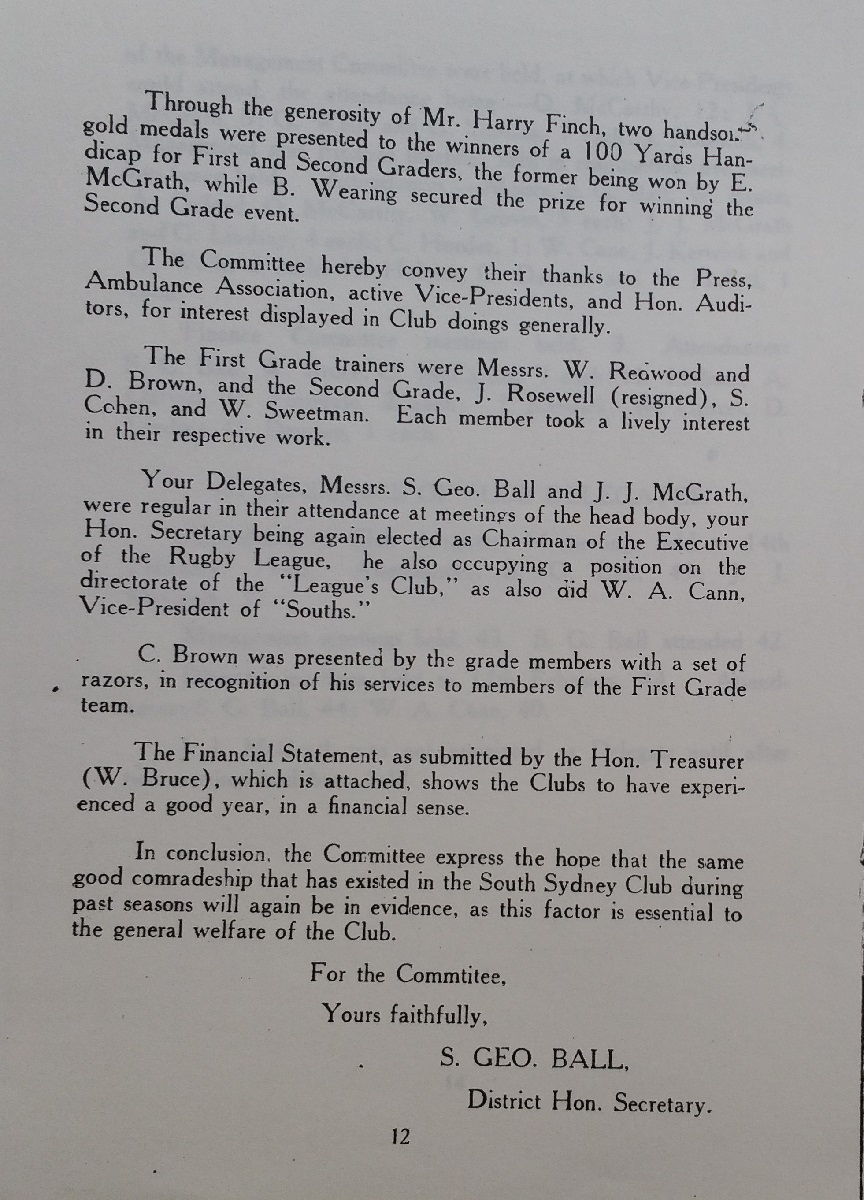 Through the generosity of Mr. Harry Finch, two
gold medals were presented to the winners of a 100 Yards Han-
dicap for First and Second Graders, the former being won by E.
McGrath, while B. Wearing secured the prize for winning the
Second Grade event.
The Committee hereby convey their thanks to the Press,
Ambulance Association, active Vice-Presidents, and Hon. Audi-
tors, for interest displayed in Club doings generally.
The First Grade trainers were Messrs. W. Redwood and
D. Brown, and the Second Grade, J. Rosewell (resigned), S.
Cohen, and W. Sweetman. Each member took a lively interest
in their respective work.
Your Delegates, Messrs. S. Geo. Ball and J. J. McGrath,
were regular in their attendance at meetings of the head body, your
Hon. Secretary being again elected as Chairman of the Executive
of the Rugby League, he also occupying a position on the
directorate of the "League's Club," as also did W. A. Cann,
Vice-President of "Souths."
C. Brown was presented by the grade members with a set of
razors, in recognition of his services to members of the First Grade
team.
The Financial Statement, as submitted by the Hon. Treasurer
(W. Bruce), which is attached, shows the Clubs to have experi-
enced a good year, in a financial sense.
In conclusion, the Committee express the hope that the same
good comradeship that has existed in the South Sydney Club during
past seasons will again be in evidence, as this factor is essential to
the general welfare of the Club.
For the Commtitee,
Yours faithfully,
S. GEO. BALL,
District Hon. Secretary.
12